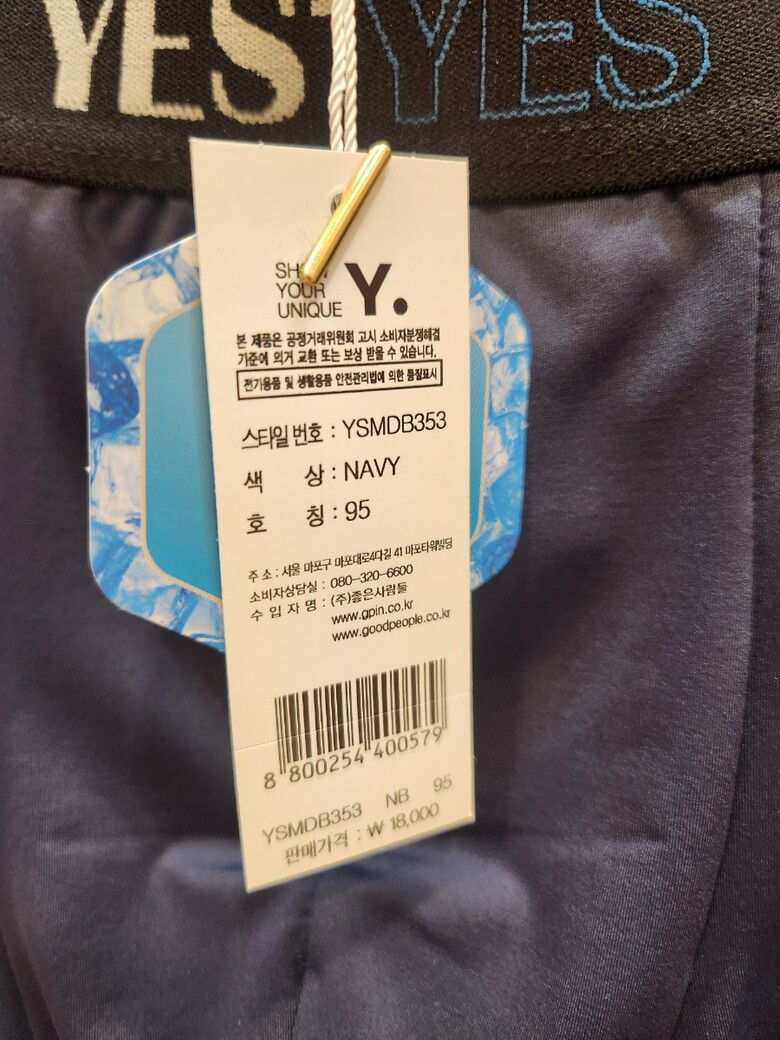 YES YES
SHOW
YOUR
UNIQUE
Y.
본 제품은 공정거래위원회 고시 소비자분쟁해결
기준에 의거 교환 또는 보상 받을 수 있습니다.
전기용품 및 생활용품 안전관리법에 의한 품질표시
스타일 번호 : YSMDB353
색 상 : NAVY
호 칭 : 95
주 소 : 서울 마포구 마포대로4다길 41 마포타워빌딩
소비자상담실 : 080-320-6600
수 입 자 명 : (주)좋은사람들
www.gpin.co.kr
www.goodpeople.co.kr
8 800254 400579
YSMDB353 NB 95
판매가격 : ₩ 18,000